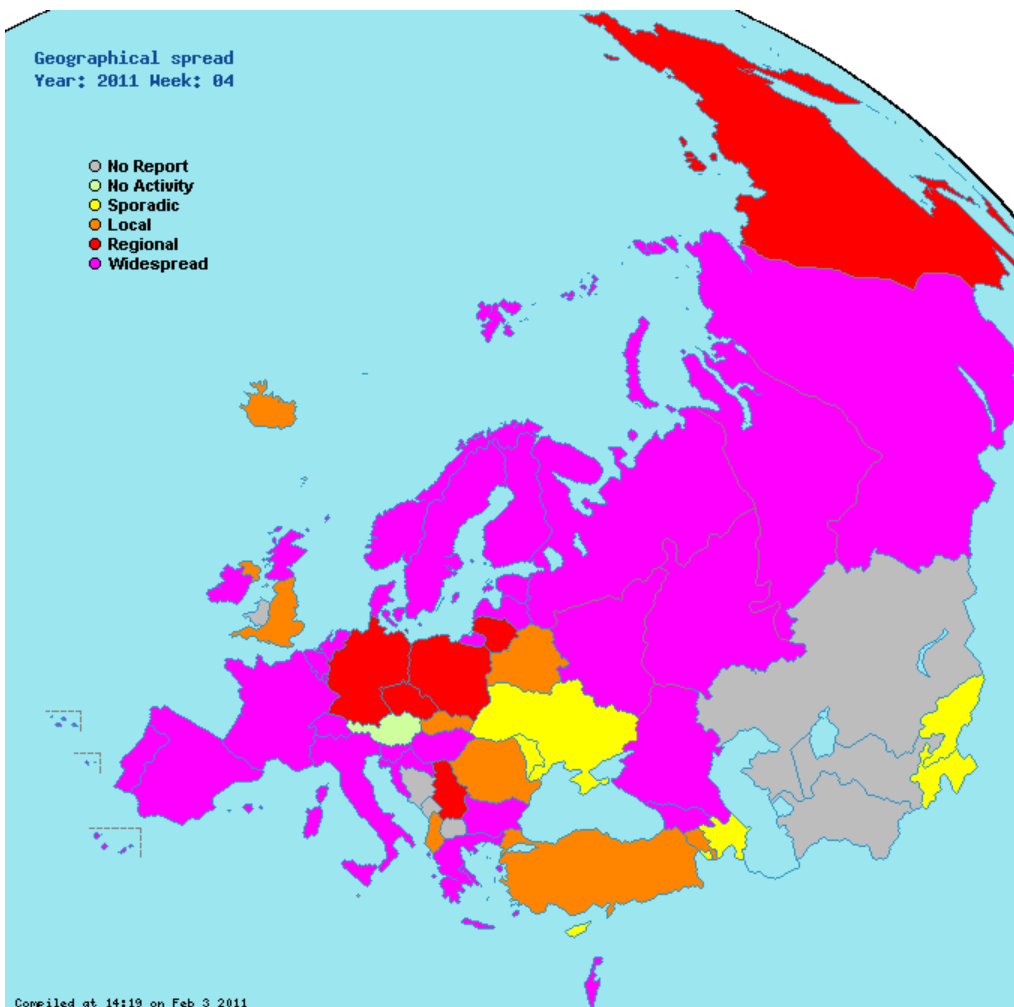 Geographical spread
Year: 2011 Week: 04
No Report
No Activity
Sporadic
Local
Regional
Widespread
Compiled at 14:19 on Feb 3 2011